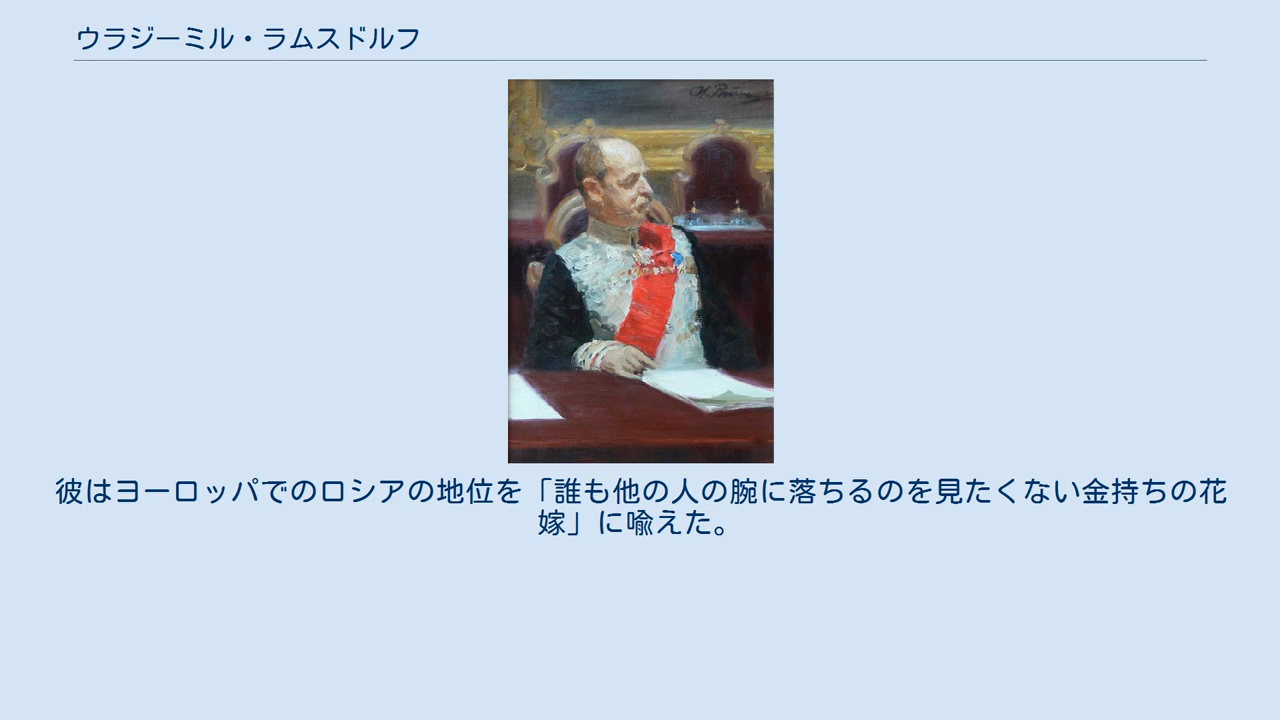 ウラジーミル・ラムスドルフ
彼はヨーロッパでのロシアの地位を「誰も他の人の腕に落ちるのを見たくない金持ちの花
嫁」に喩えた。